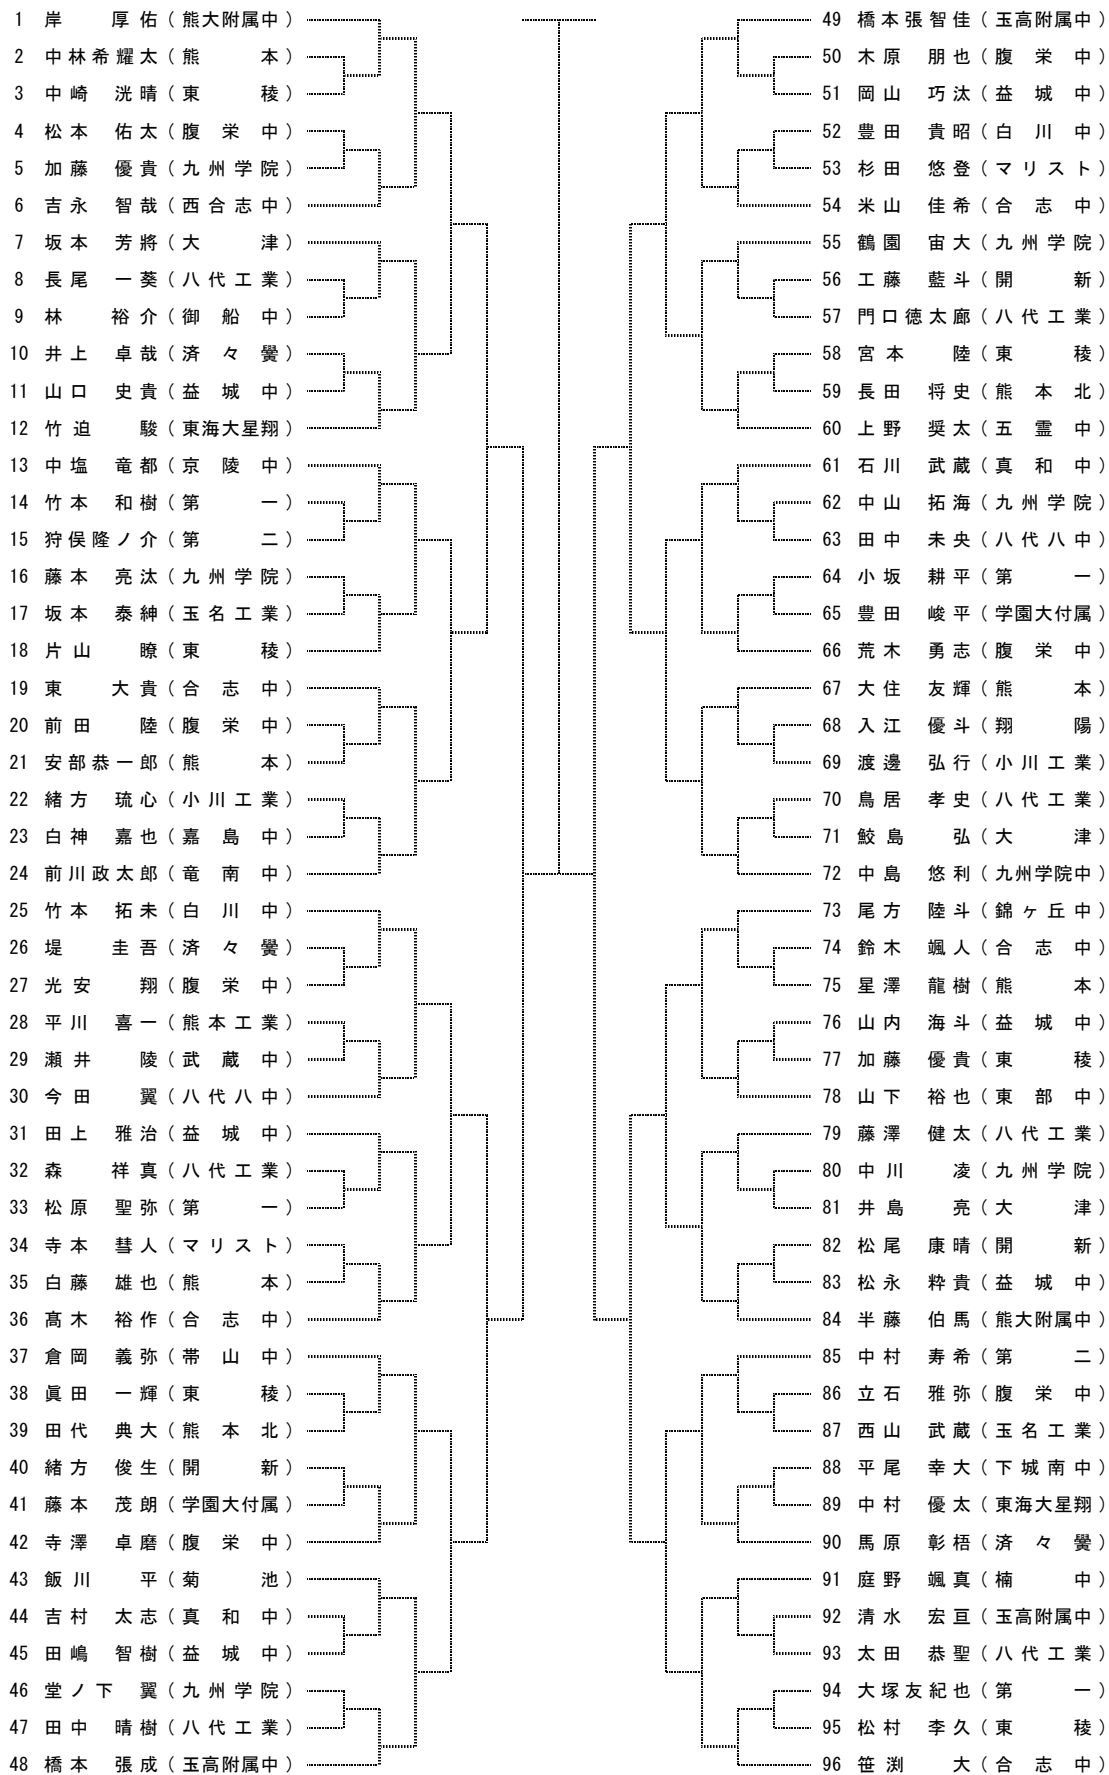 1 岸 厚佑（熊大附属中）
2 中林希耀太（熊 本）
3 中崎 洸晴（東 稜）
4 松本 佑太（腹 栄 中）
5 加藤 優貴（九州学院）
6 吉永 智哉（西合志中）
7 坂本 芳將（大 津）
8 長尾 一葵（八代工業）
9 林 裕介（御 船 中）
10 井上 卓哉（済 々 黌）
11 山口 史貴（益 城 中）
12 竹迫 駿（東海大星翔）
13 中塩 竜都（京 陵 中）
14 竹本 和樹（第 一）
15 狩俣隆ノ介（第 二）
16 藤本 亮汰（九州学院）
17 坂本 泰紳（玉名工業）
18 片山 瞭（東 稜）
19 東 大貴（合 志 中）
20 前田 陸（腹 栄 中）
21 安部恭一郎（熊 本）
22 緒方 琉心（小川工業）
23 白神 嘉也（嘉 島 中）
24 前川政太郎（竜 南 中）
25 竹本 拓未（白 川 中）
26 堤 圭吾（済 々 黌）
27 光安 翔（腹 栄 中）
28 平川 喜一（熊本工業）
29 瀬井 陵（武 蔵 中）
30 今田 翼（八代八中）
31 田上 雅治（益 城 中）
32 森 祥真（八代工業）
33 松原 聖弥（第 一）
34 寺本 彗人（マリスト）
35 白藤 雄也（熊 本）
36 髙木 裕作（合 志 中）
37 倉岡 義弥（帯 山 中）
38 眞田 一輝（東 稜）
39 田代 典大（熊 本 北）
40 緒方 俊生（開 新）
41 藤本 茂朗（学園大付属）
42 寺澤 卓磨（腹 栄 中）
43 飯川 平（菊 池）
44 吉村 太志（真 和 中）
45 田嶋 智樹（益 城 中）
46 堂ノ下 翼（九州学院）
47 田中 晴樹（八代工業）
48 橋本 張成（玉高附属中）
49 橋本張智佳（玉高附属中）
50 木原 朋也（腹 栄 中）
51 岡山 巧汰（益 城 中）
52 豊田 貴昭（白 川 中）
53 杉田 悠登（マリスト）
54 米山 佳希（合 志 中）
55 鶴園 宙大（九州学院）
56 工藤 藍斗（開 新）
57 門口徳太廊（八代工業）
58 宮本 陸（東 稜）
59 長田 将史（熊 本 北）
60 上野 奨太（五 霊 中）
61 石川 武蔵（真 和 中）
62 中山 拓海（九州学院）
63 田中 未央（八代八中）
64 小坂 耕平（第 一）
65 豊田 峻平（学園大付属）
66 荒木 勇志（腹 栄 中）
67 大住 友輝（熊 本）
68 入江 優斗（翔 陽）
69 渡邊 弘行（小川工業）
70 鳥居 孝史（八代工業）
71 鮫島 弘（大 津）
72 中島 悠利（九州学院中）
73 尾方 陸斗（錦ヶ丘中）
74 鈴木 颯人（合 志 中）
75 星澤 龍樹（熊 本）
76 山内 海斗（益 城 中）
77 加藤 優貴（東 稜）
78 山下 裕也（東 部 中）
79 藤澤 健太（八代工業）
80 中川 凌（九州学院）
81 井島 亮（大 津）
82 松尾 康晴（開 新）
83 松永 粋貴（益 城 中）
84 半藤 伯馬（熊大附属中）
85 中村 寿希（第 二）
86 立石 雅弥（腹 栄 中）
87 西山 武蔵（玉名工業）
88 平尾 幸大（下城南中）
89 中村 優太（東海大星翔）
90 馬原 彰梧（済 々 黌）
91 庭野 颯真（楠 中）
92 清水 宏亘（玉高附属中）
93 太田 恭聖（八代工業）
94 大塚友紀也（第 一）
95 松村 李久（東 稜）
96 笹渕 大（合 志 中）